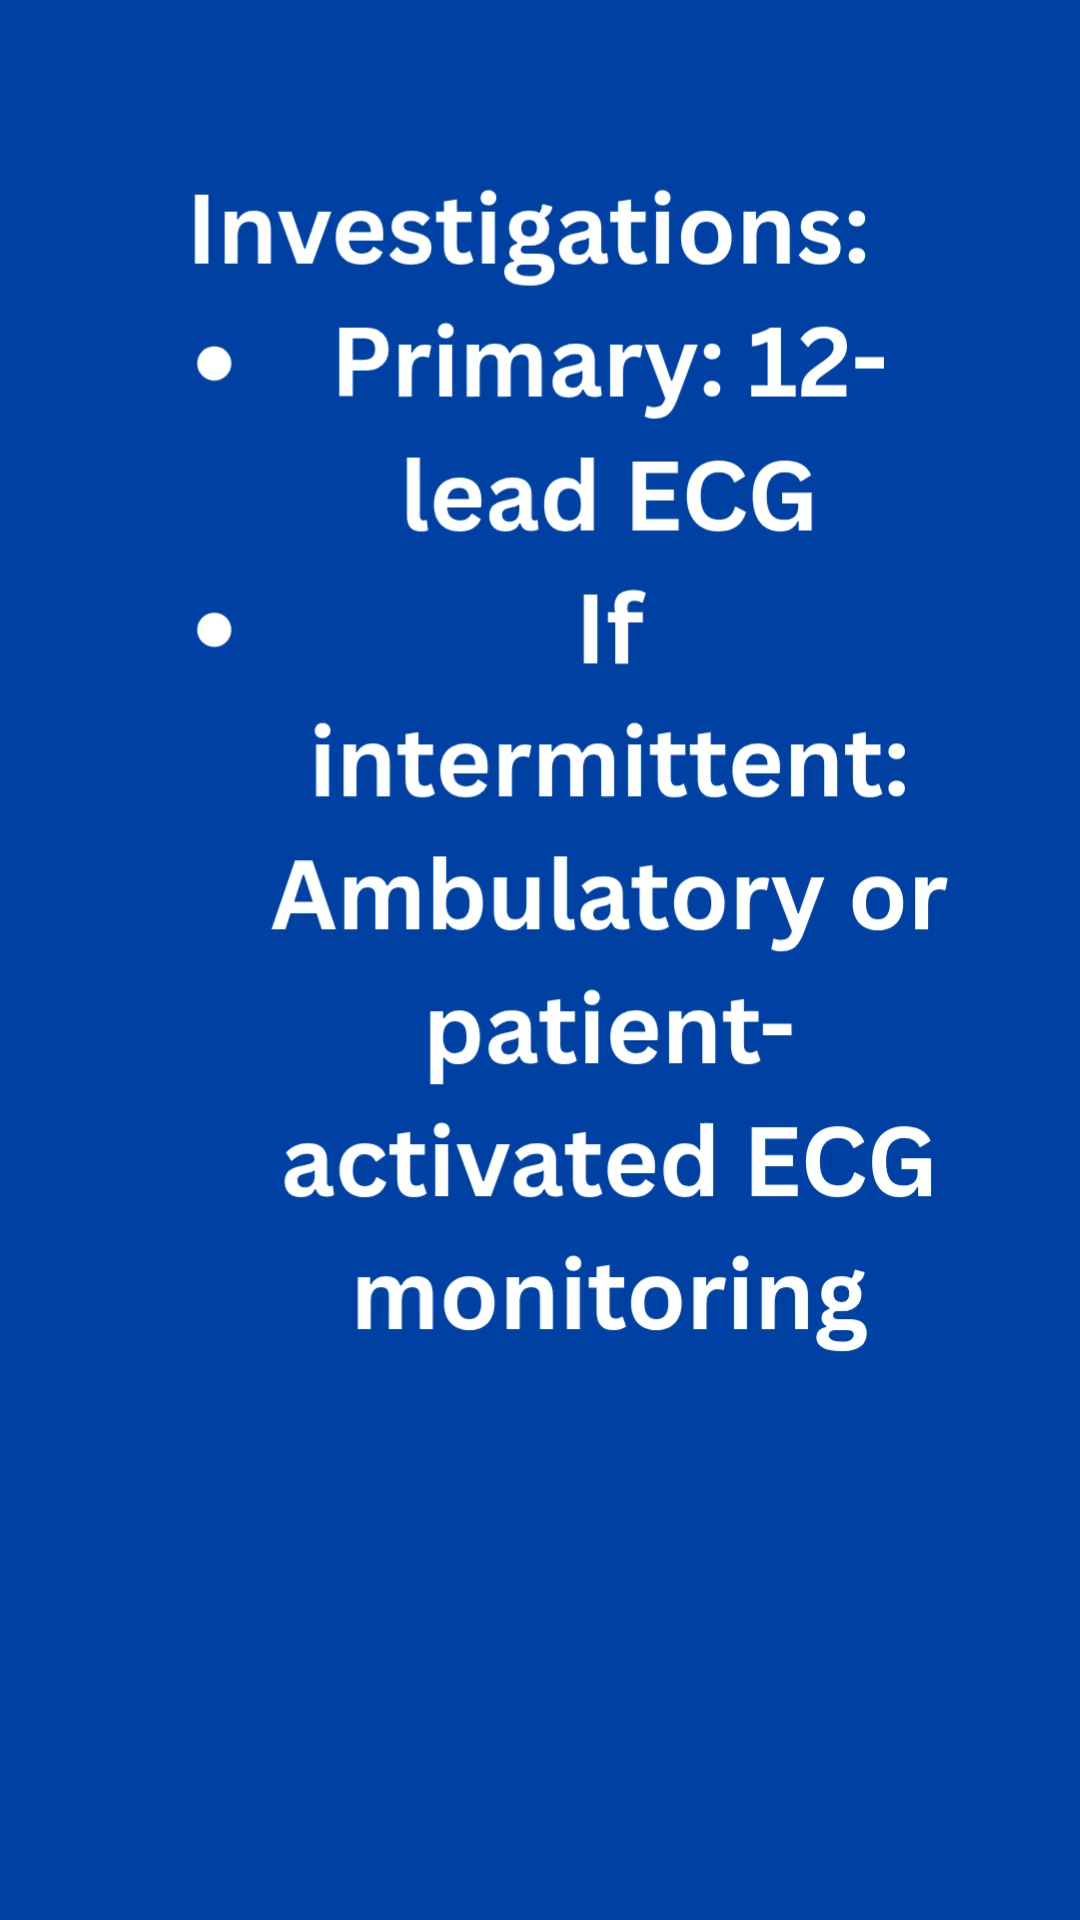 Investigations:
• Primary: 12-
lead ECG
• If
intermittent:
Ambulatory or
patient-
activated ECG
monitoring